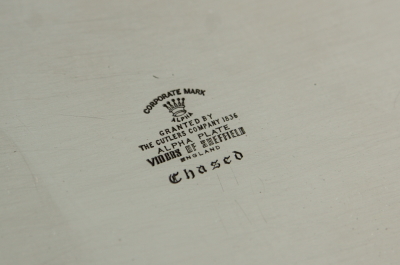 CORPORATE MARK
ALPHA
GRANTED BY
THE CUTLERS COMPANY 1836
ALPHA PLATE
VINERS OF SHEFFIELD
ENGLAND
Chased